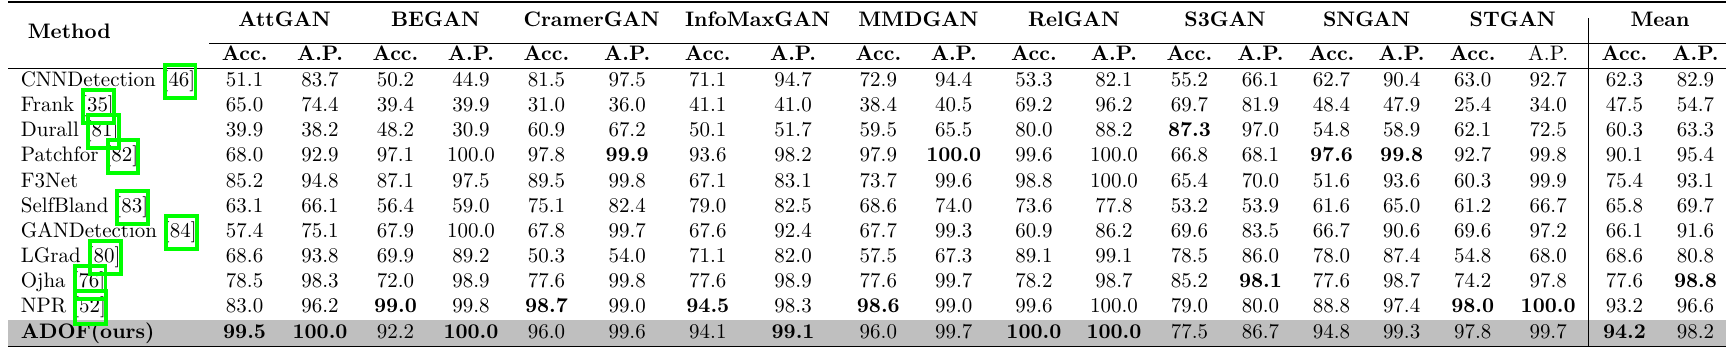 Method AttGAN BEGAN CramerGAN InfoMaxGAN MMDGAN RelGAN S3GAN SNGAN STGAN Mean
Acc. A.P. Acc. A.P. Acc. A.P. Acc. A.P. Acc. A.P. Acc. A.P. Acc. A.P. Acc. A.P. Acc. A.P. Acc. A.P.
CNNDetection [46] 51.1 83.7 50.2 44.9 81.5 97.5 71.1 94.7 72.9 94.4 53.3 82.1 55.2 66.1 62.7 90.4 63.0 92.7 62.3 82.9
Frank [35] 65.0 74.4 39.4 39.9 31.0 36.0 41.1 41.0 38.4 40.5 69.2 96.2 69.7 81.9 48.4 47.9 25.4 34.0 47.5 54.7
Durall [81] 39.9 38.2 48.2 30.9 60.9 67.2 50.1 51.7 59.5 65.5 80.0 88.2 87.3 97.0 54.8 58.9 62.1 72.5 60.3 63.3
Patchfor [82] 68.0 92.9 97.1 100.0 97.8 99.9 93.6 98.2 97.9 100.0 99.6 100.0 66.8 68.1 97.6 99.8 92.7 99.8 90.1 95.4
F3Net 85.2 94.8 87.1 97.5 89.5 99.8 67.1 83.1 73.7 99.6 98.8 100.0 65.4 70.0 51.6 93.6 60.3 99.9 75.4 93.1
SelfBland [83] 63.1 66.1 56.4 59.0 75.1 82.4 79.0 82.5 68.6 74.0 73.6 77.8 53.2 53.9 61.6 65.0 61.2 66.7 65.8 69.7
GANDetection [84] 57.4 75.1 67.9 100.0 67.8 99.7 67.6 92.4 67.7 99.3 60.9 86.2 69.6 83.5 66.7 90.6 69.6 97.2 66.1 91.3
LGrad [80] 68.6 93.8 69.9 89.2 50.3 54.0 71.1 82.0 57.5 67.3 89.1 99.1 78.5 86.0 78.0 87.4 54.8 68.0 68.6 80.8
Ojha [76] 78.5 98.3 72.0 98.9 77.6 99.8 77.6 98.9 77.6 99.7 78.2 98.7 85.2 98.1 77.6 98.7 74.2 97.8 77.6 98.8
NPR [52] 83.0 96.2 99.0 99.8 98.7 99.0 94.5 98.3 98.6 99.0 99.6 100.0 79.0 80.0 88.8 97.4 98.0 100.0 93.2 96.6
ADOF(ours) 99.5 100.0 92.2 100.0 96.0 99.6 94.1 99.1 96.0 99.7 100.0 100.0 77.5 86.7 94.8 99.3 97.8 99.7 94.2 98.2